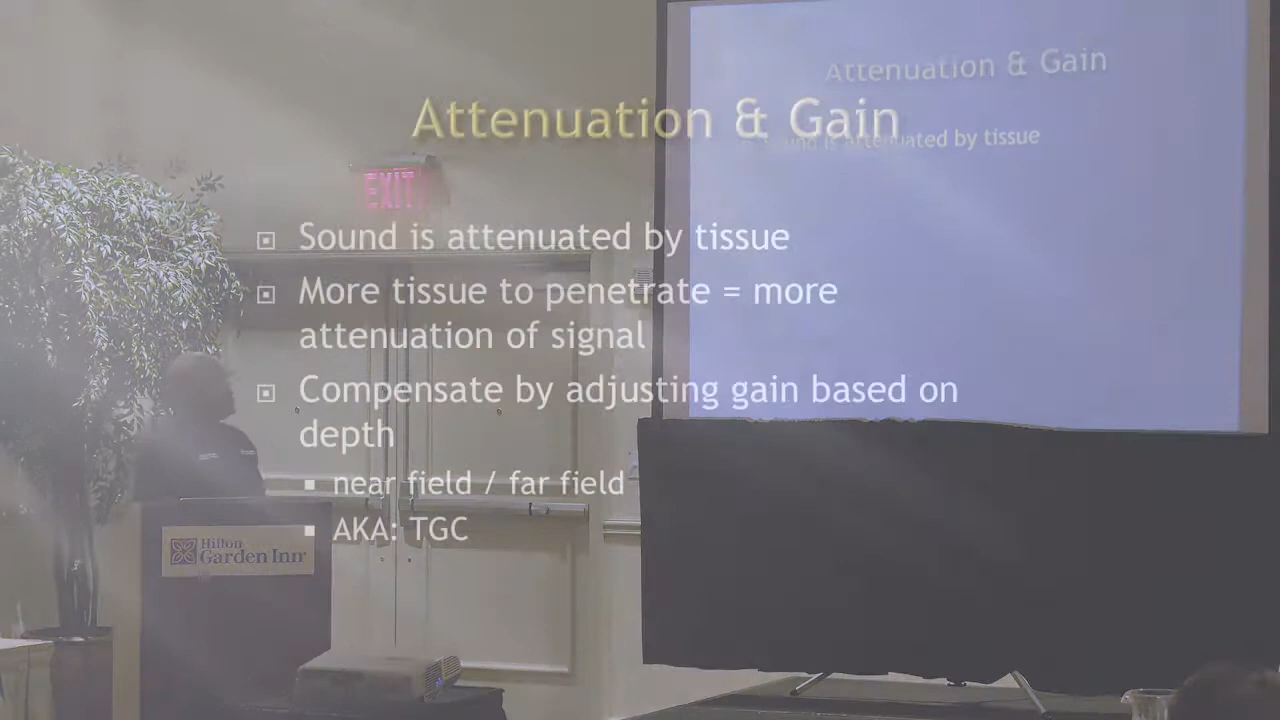 Attenuation & Gain
Attenuation & Gain
Sound is attenuated by tissue
EXIT
Sound is attenuated by tissue
More tissue to penetrate = more
attenuation of signal
Compensate by adjusting gain based on
depth
near field / far field
AKA: TGC
Hilton
Garden Inn